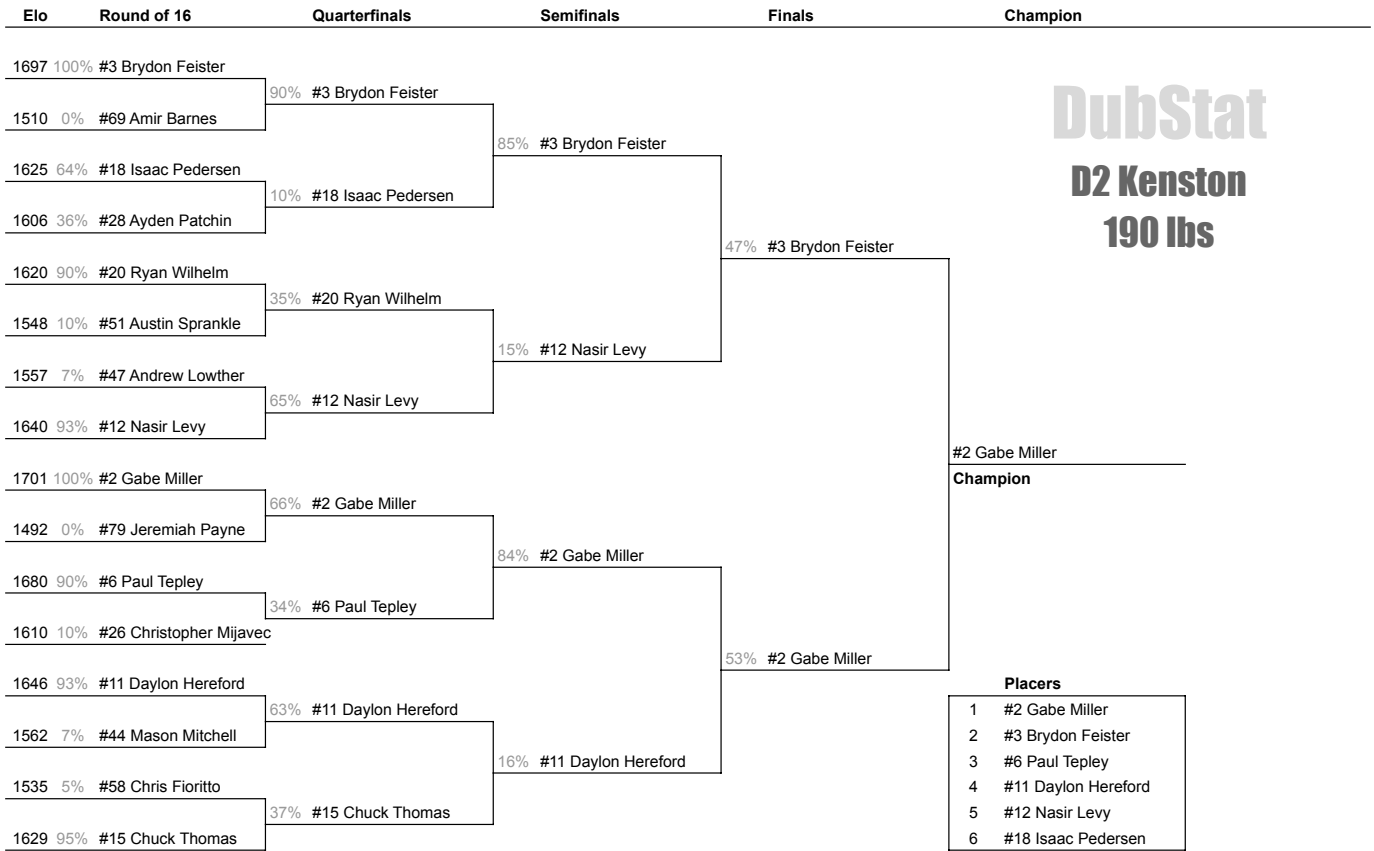 Elo Round of 16 Quarterfinals Semifinals Finals Champion
DubStat
D2 Kenston
190 lbs
1697 100% #3 Brydon Feister
90% #3 Brydon Feister
1510 0% #69 Amir Barnes
85% #3 Brydon Feister
1625 64% #18 Isaac Pedersen
10% #18 Isaac Pedersen
1606 36% #28 Ayden Patchin
47% #3 Brydon Feister
1620 90% #20 Ryan Wilhelm
35% #20 Ryan Wilhelm
1548 10% #51 Austin Sprankle
15% #12 Nasir Levy
1557 7% #47 Andrew Lowther
65% #12 Nasir Levy
1640 93% #12 Nasir Levy
#2 Gabe Miller
Champion
1701 100% #2 Gabe Miller
66% #2 Gabe Miller
1492 0% #79 Jeremiah Payne
84% #2 Gabe Miller
1680 90% #6 Paul Tepley
34% #6 Paul Tepley
1610 10% #26 Christopher Mijavec
53% #2 Gabe Miller
1646 93% #11 Daylon Hereford
63% #11 Daylon Hereford
1562 7% #44 Mason Mitchell
16% #11 Daylon Hereford
1535 5% #58 Chris Fioritto
37% #15 Chuck Thomas
1629 95% #15 Chuck Thomas
Placers
1 #2 Gabe Miller
2 #3 Brydon Feister
3 #6 Paul Tepley
4 #11 Daylon Hereford
5 #12 Nasir Levy
6 #18 Isaac Pedersen